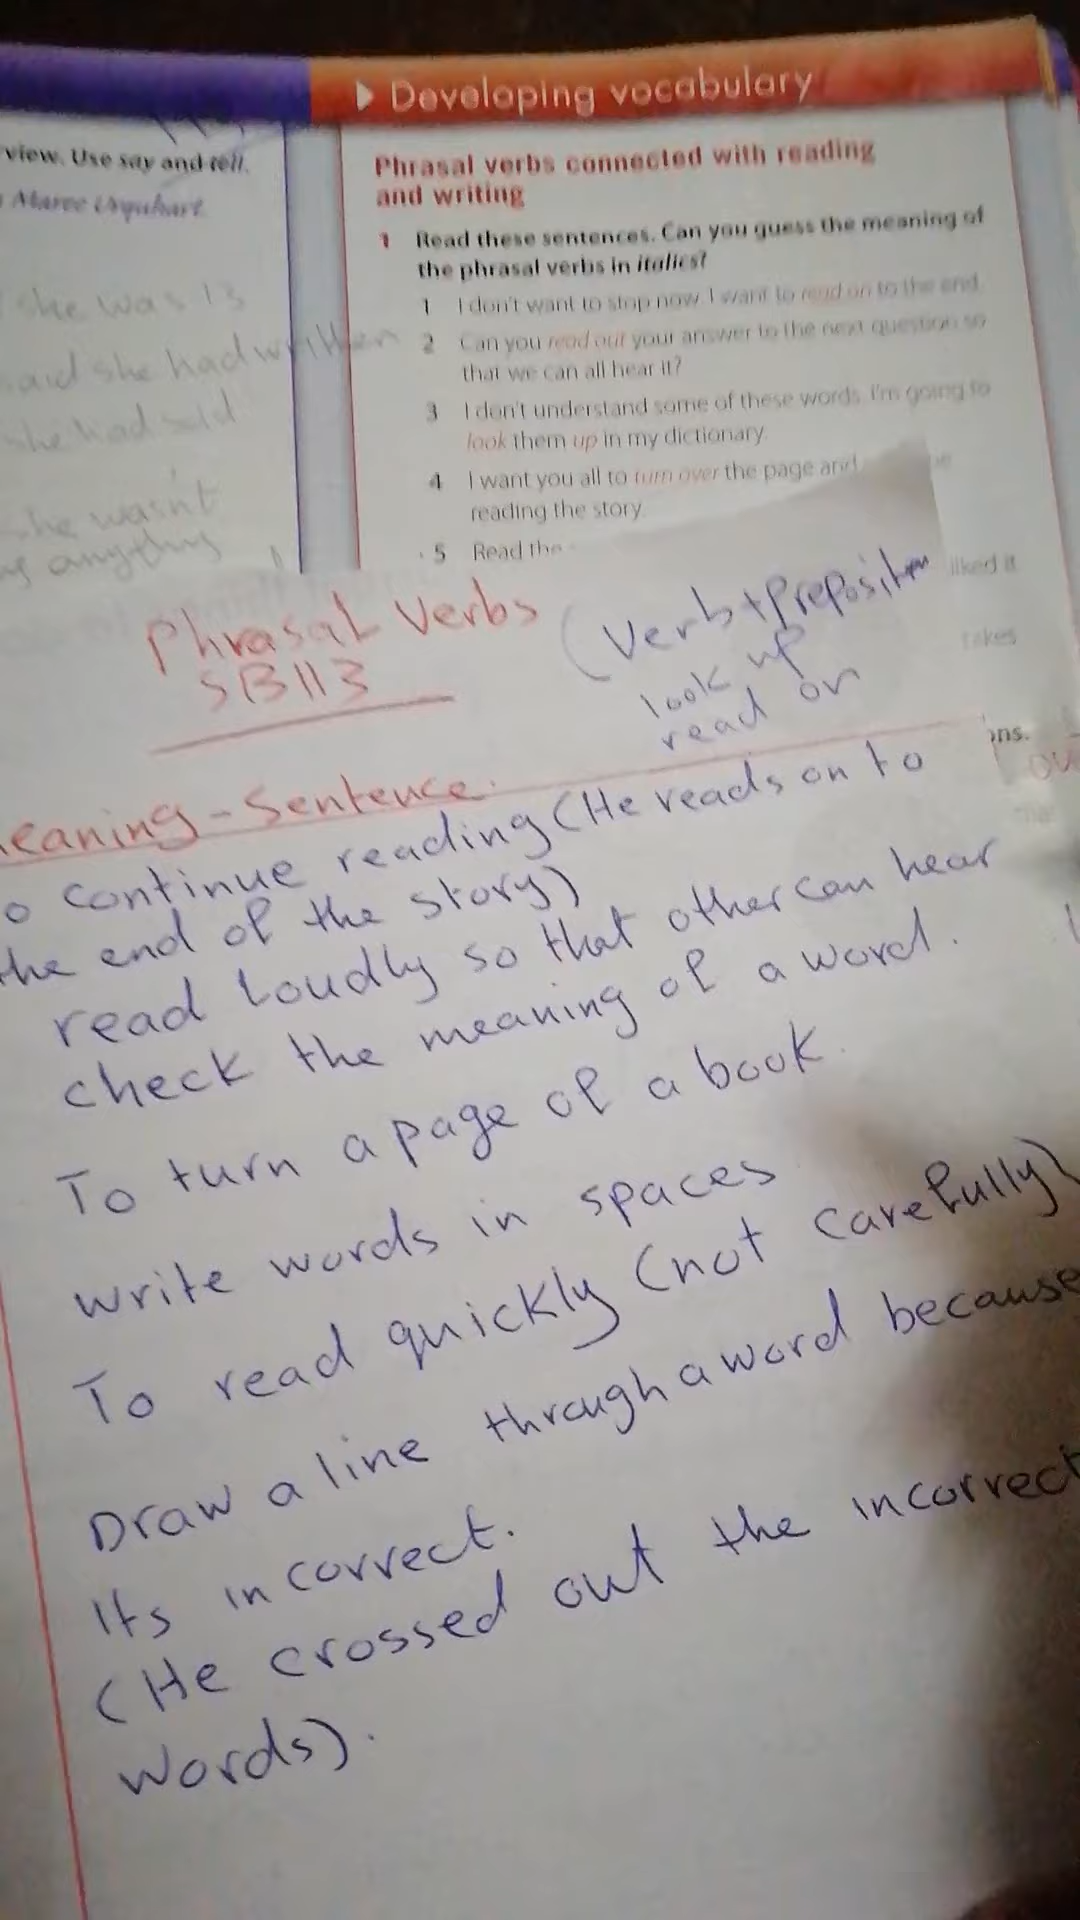 Developing vocabulary
view. Use say and tell.
Maree Urquhart.
she was 13
said she had written
she had said
she wasn't
anything
Phrasal verbs connected with reading
and writing
1 Read these sentences. Can you guess the meaning of
the phrasal verbs in italics?
1 I don't want to stop now. I want to read on to the end.
2 Can you read out your answer to the next question so
that we can all hear it?
3 I don't understand some of these words. I'm going to
look them up in my dictionary.
4 I want you all to turn over the page and
reading the story.
5 Read the
liked it
takes
ons.
Phrasal Verbs
SB113
(Verb+Preposition
look up
read on
eaning - Sentence.
o continue reading (He reads on to
the end of the story)
read loudly so that other can hear
check the meaning of a word.
To turn a page of a book.
write words in spaces
To read quickly (not carefully)
Draw a line through a word because
Its incorrect.
(He crossed out the incorrect
words).